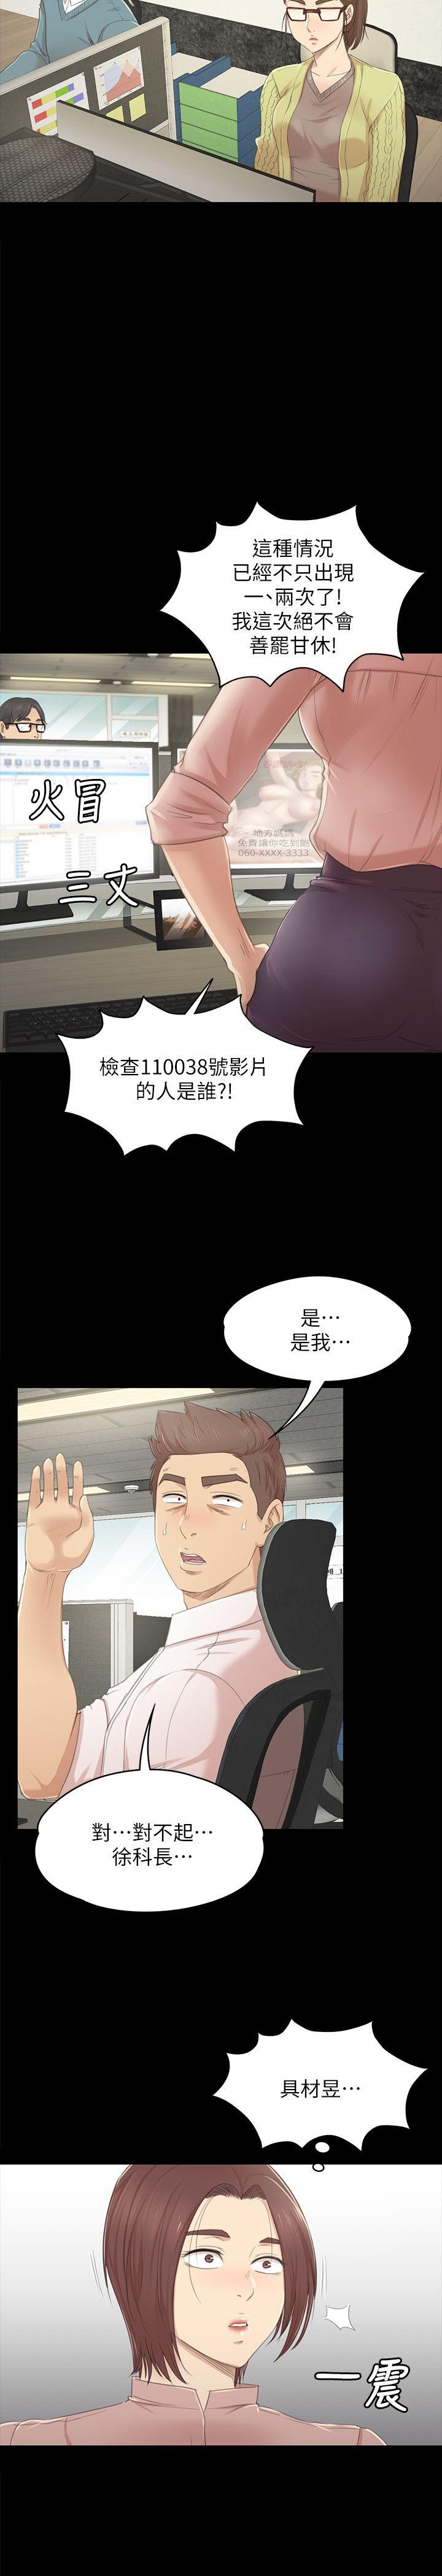 這種情況
已經不只出現
一、兩次了!
我這次絕不會
善罷甘休!
火冒
三丈
地方媽媽
免費讓你吃到飽
060-XXXX-3333
檢查110038號影片
的人是誰?!
是…
是我…
對…對不起…
徐科長…
具材昱…
一震